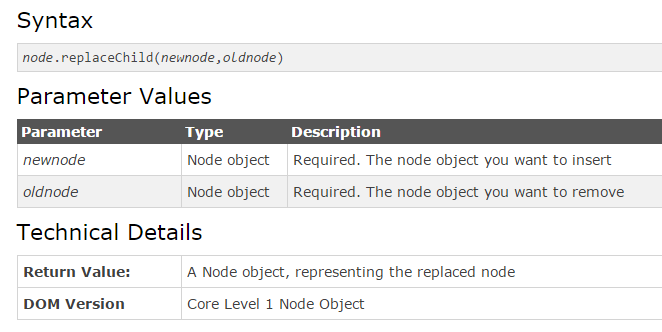 Syntax
node.replaceChild(newnode,oldnode)
Parameter Values
Parameter Type Description
newnode Node object Required. The node object you want to insert
oldnode Node object Required. The node object you want to remove
Technical Details
Return Value: A Node object, representing the replaced node
DOM Version Core Level 1 Node Object